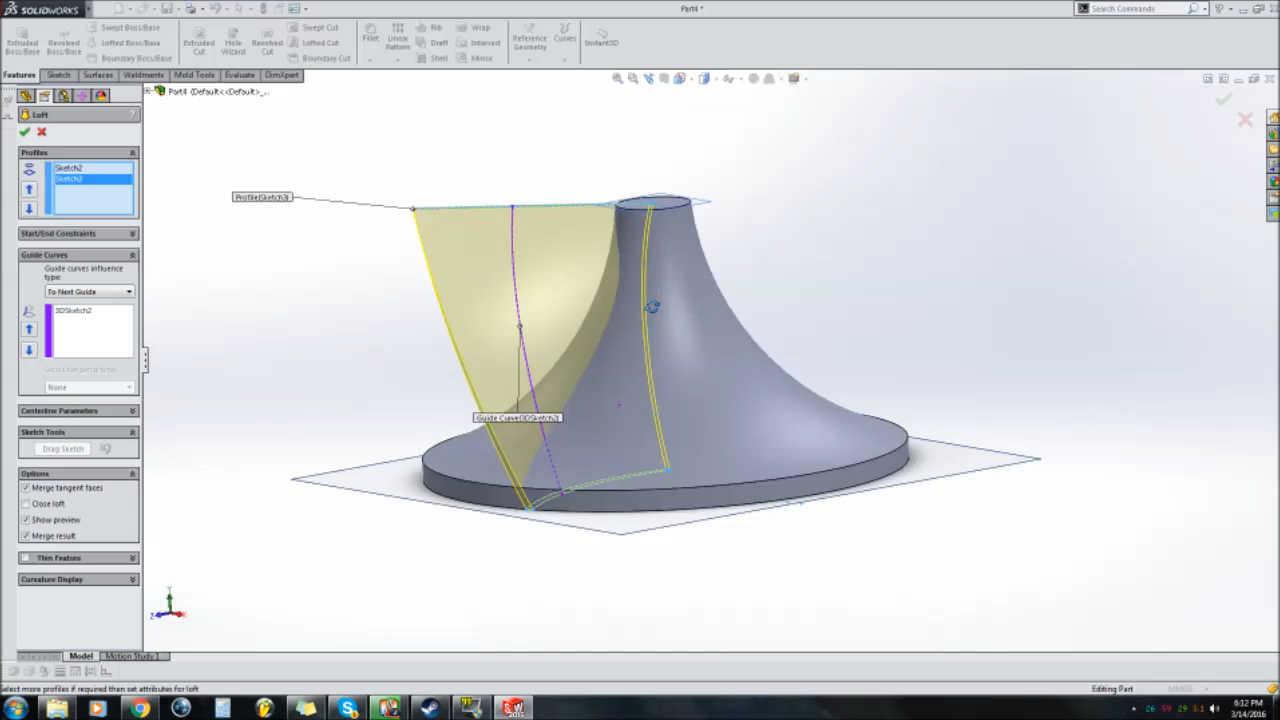 SOLIDWORKS
Part4 *
Search Commands
Extruded Boss/Base
Revolved Boss/Base
Swept Boss/Base
Lofted Boss/Base
Boundary Boss/Base
Extruded Cut
Hole Wizard
Revolved Cut
Swept Cut
Lofted Cut
Boundary Cut
Fillet
Linear Pattern
Rib
Draft
Shell
Wrap
Intersect
Mirror
Reference Geometry
Curves
Instant3D
Features
Sketch
Surfaces
Weldments
Mold Tools
Evaluate
DimXpert
Part4 (Default<<Default>_...
Loft
?
Profiles
Sketch2
Sketch3
Start/End Constraints
Guide Curves
Guide curves influence
type:
To Next Guide
3DSketch2
None
Centerline Parameters
Sketch Tools
Drag Sketch
Options
Merge tangent faces
Close loft
Show preview
Merge result
Thin Feature
Curvature Display
Profile(Sketch3)
Guide Curve(3DSketch2)
Y
Z
X
Model
Motion Study 1
Select more profiles if required then set attributes for loft
Editing Part
MMGS
26 59 29 3.1
6:12 PM
3/14/2016